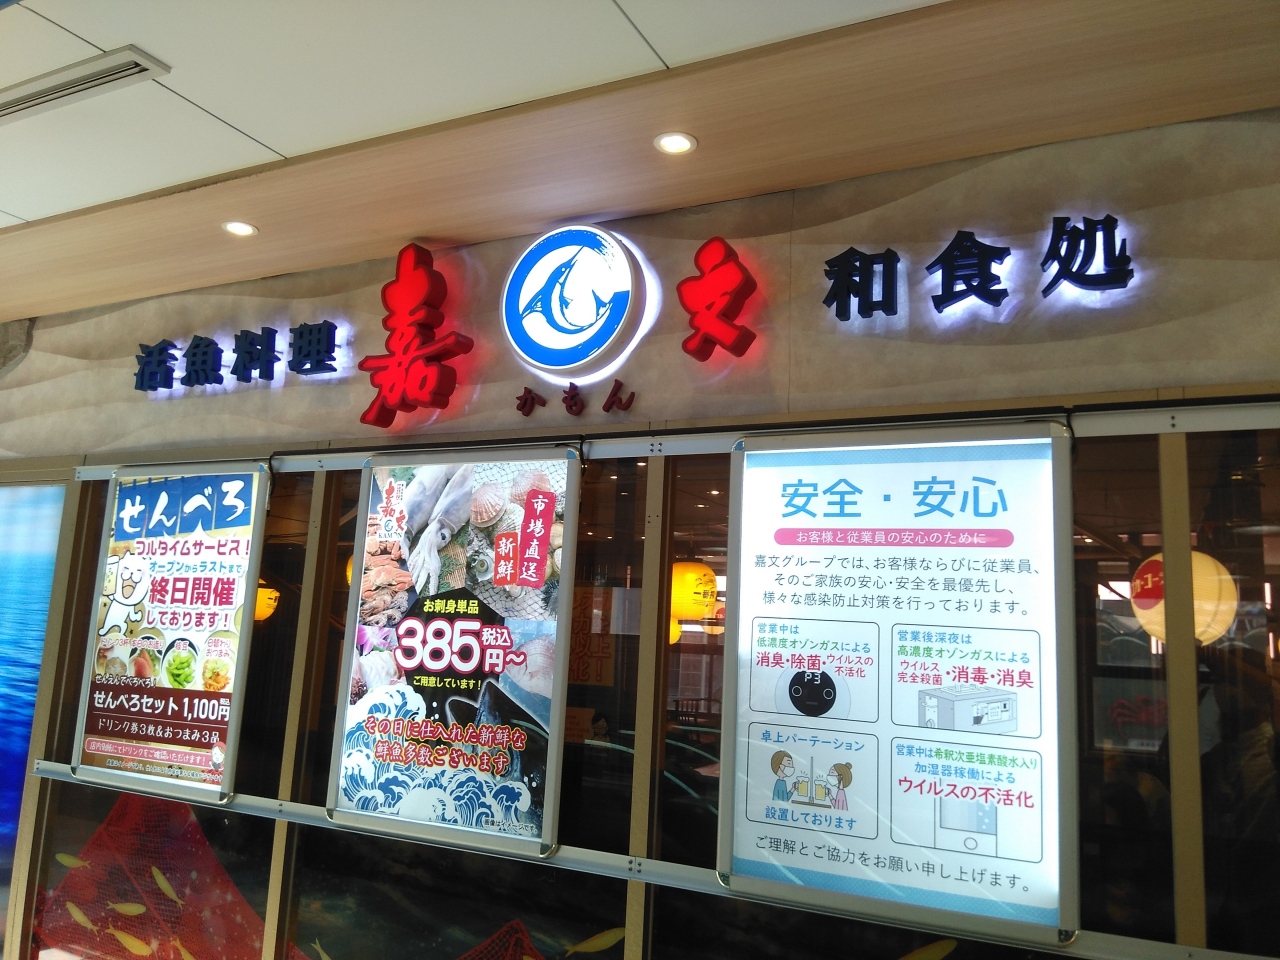 活魚料理
嘉
文
かもん
和食処
せんべろ
フルタイムサービス！
オープンからラストまで
終日開催
しております！
せんべろセット 1,100円
ドリンク券3枚&おつまみ3品
嘉文
KAMON
市場直送
新鮮
お刺身単品
385円税込～
ご用意しています！
その日に仕入れた新鮮な
鮮魚多数ございます
画像はイメージです。
安全・安心
お客様と従業員の安心のために
嘉文グループでは、お客様ならびに従業員、
そのご家族の安心・安全を最優先し、
様々な感染防止対策を行っております。
営業中は
低濃度オゾンガスによる
消臭・除菌・ウイルスの不活化
P3
営業後深夜は
高濃度オゾンガスによる
ウイルス完全殺菌・消毒・消臭
卓上パーテーション
設置しております
営業中は希釈次亜塩素酸水入り
加湿器稼働による
ウイルスの不活化
ご理解とご協力をお願い申し上げます。